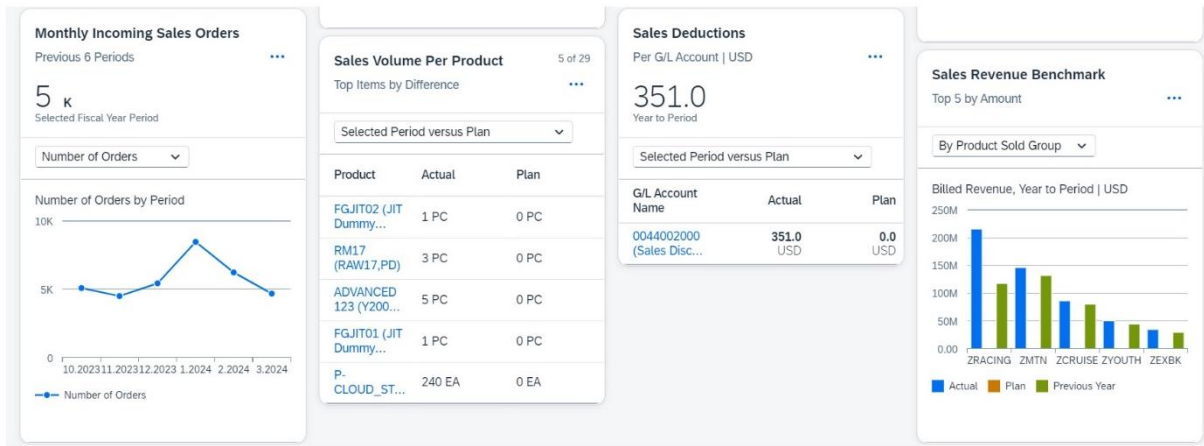 Monthly Incoming Sales Orders
Previous 6 Periods
...
5 K
Selected Fiscal Year Period
Number of Orders
Number of Orders by Period
10K
5K
0
10.2023 11.2023 12.2023 1.2024 2.2024 3.2024
Number of Orders
Sales Volume Per Product 5 of 29
Top Items by Difference
...
Selected Period versus Plan
Product Actual Plan
FGJIT02 (JIT
Dummy... 1 PC 0 PC
RM17
(RAW17,PD) 3 PC 0 PC
ADVANCED
123 (Y200... 5 PC 0 PC
FGJIT01 (JIT
Dummy... 1 PC 0 PC
P-
CLOUD_ST... 240 EA 0 EA
Sales Deductions
Per G/L Account | USD
...
351.0
Year to Period
Selected Period versus Plan
G/L Account
Name Actual Plan
0044002000 351.0 0.0
(Sales Disc... USD USD
Sales Revenue Benchmark
Top 5 by Amount
...
By Product Sold Group
Billed Revenue, Year to Period | USD
250M
200M
150M
100M
50M
0.00
ZRACING ZMTN ZCRUISE ZYOUTH ZEXBK
Actual Plan Previous Year